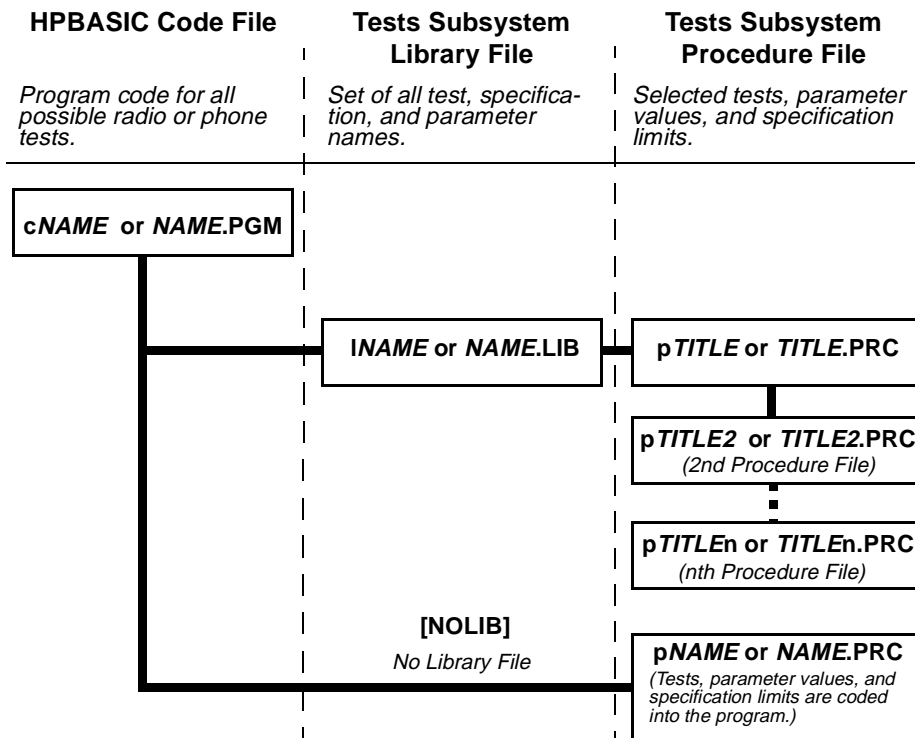 HPBASIC Code File
Program code for all
possible radio or phone
tests.
Tests Subsystem
Library File
Set of all test, specifica-
tion, and parameter
names.
Tests Subsystem
Procedure File
Selected tests, parameter
values, and specification
limits.
cNAME or NAME.PGM
lNAME or NAME.LIB
pTITLE or TITLE.PRC
pTITLE2 or TITLE2.PRC
(2nd Procedure File)
pTITLEn or TITLEn.PRC
(nth Procedure File)
[NOLIB]
No Library File
pNAME or NAME.PRC
(Tests, parameter values, and
specification limits are coded
into the program.)